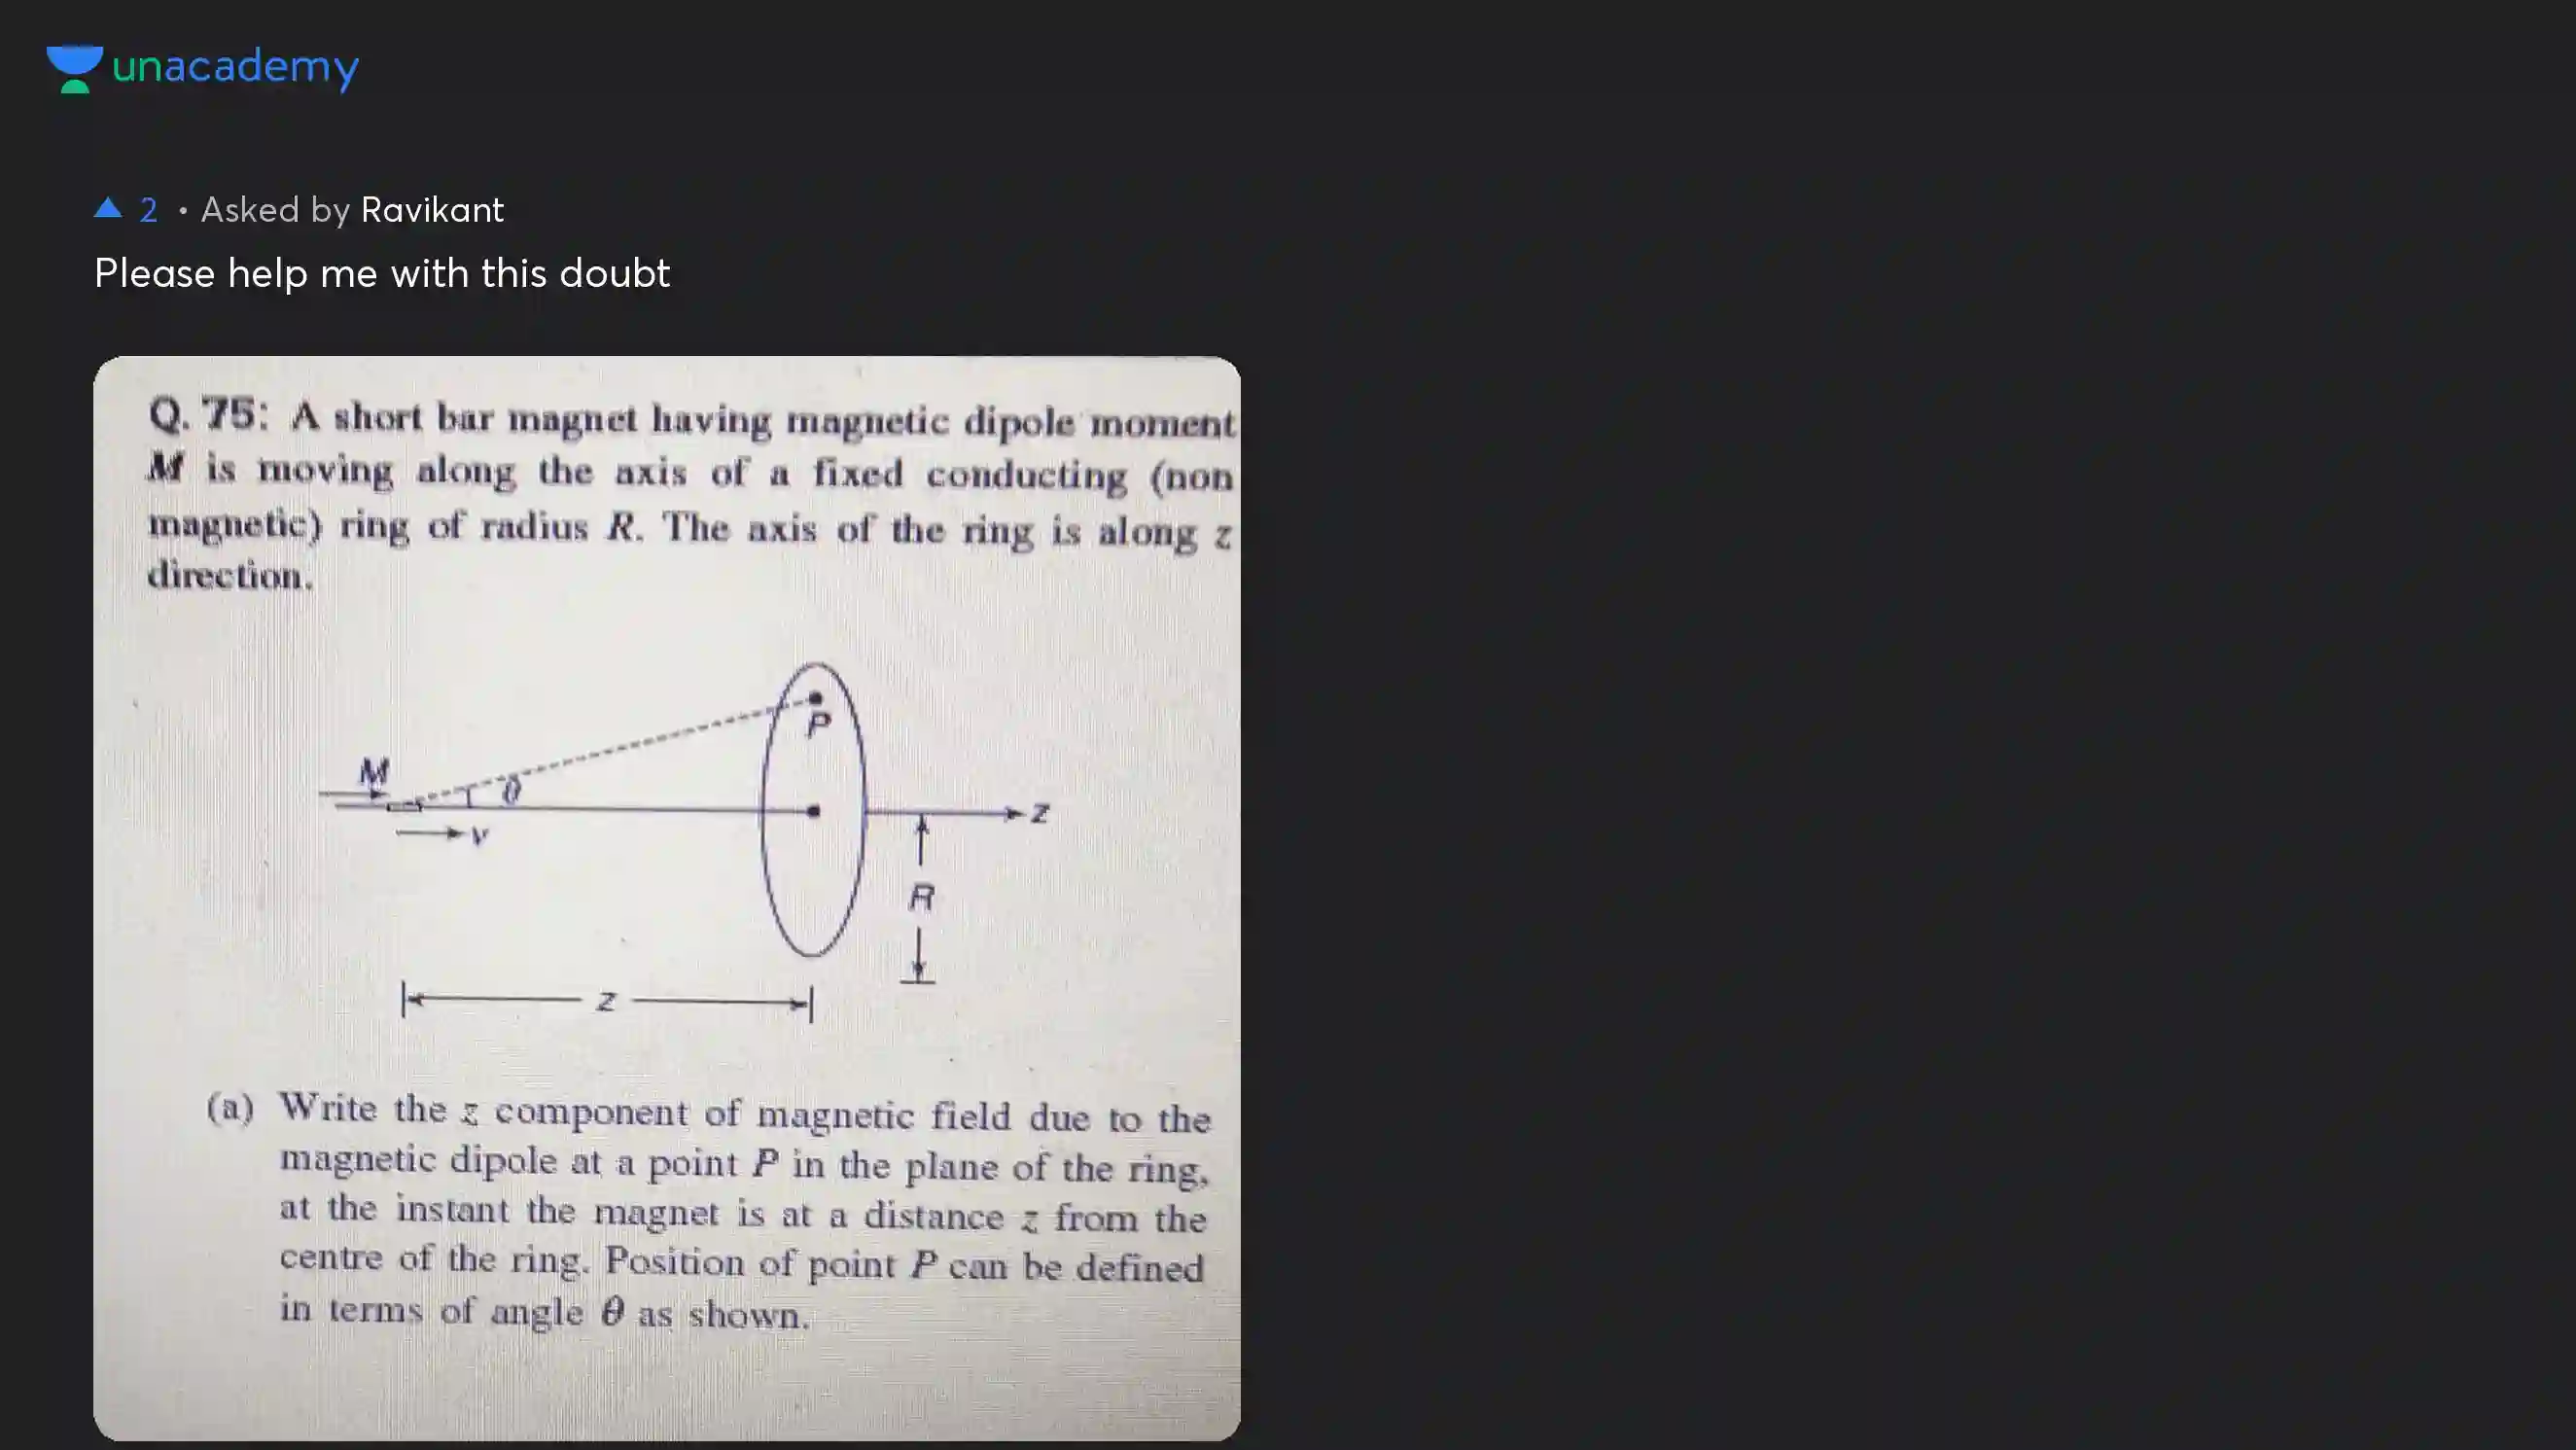 unacademy
▲ 2 • Asked by Ravikant
Please help me with this doubt
Q. 75: A short bar magnet having magnetic dipole moment
M is moving along the axis of a fixed conducting (non
magnetic) ring of radius R. The axis of the ring is along z
direction.
P
M
θ
v
z
R
z
(a) Write the z component of magnetic field due to the
magnetic dipole at a point P in the plane of the ring,
at the instant the magnet is at a distance z from the
centre of the ring. Position of point P can be defined
in terms of angle θ as shown.